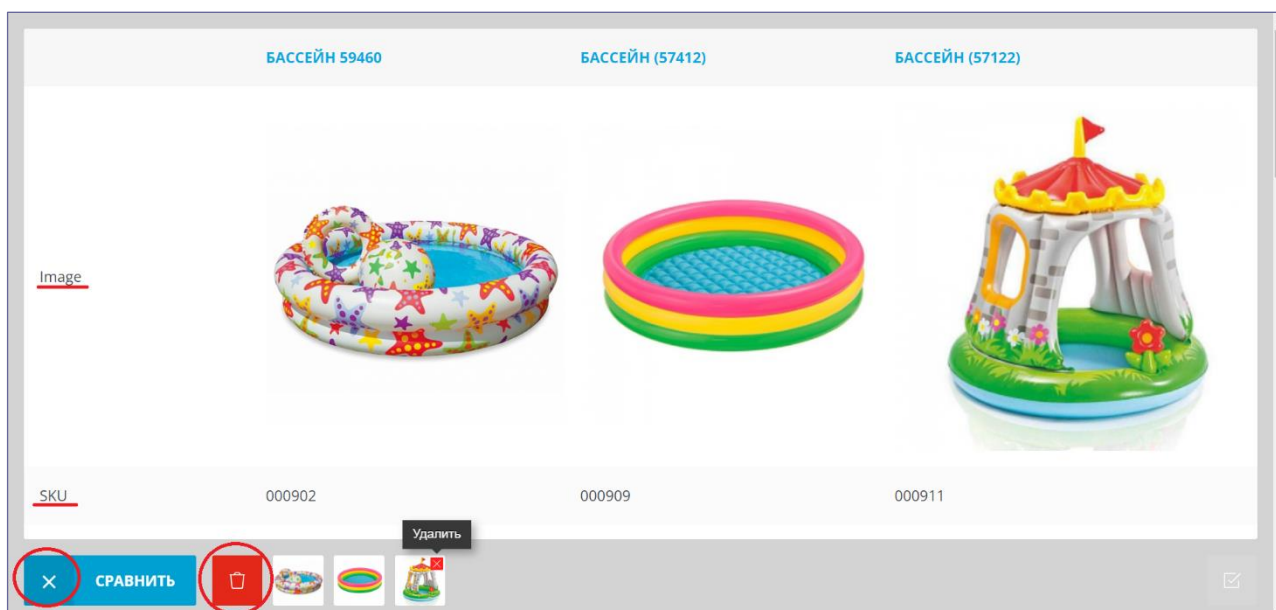 БАССЕЙН 59460 БАССЕЙН (57412) БАССЕЙН (57122)
Image
SKU 000902 000909 000911
Удалить
СРАВНИТЬ